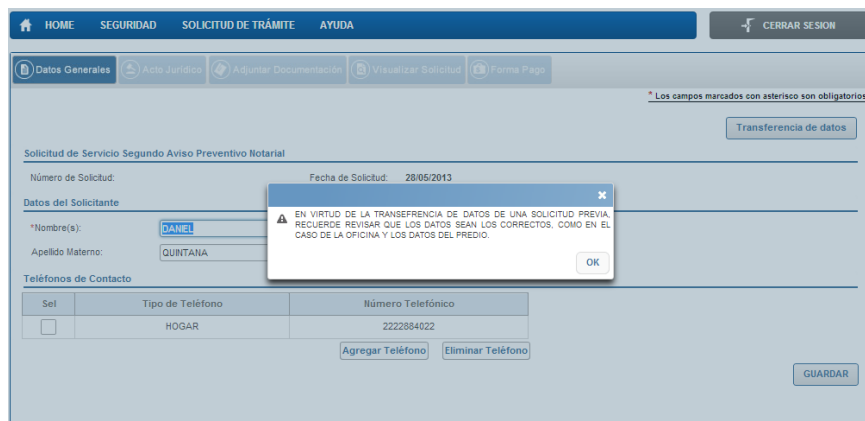 HOME SEGURIDAD SOLICITUD DE TRÁMITE AYUDA CERRAR SESION
Datos Generales Acto Jurídico Adjuntar Documentación Visualizar Solicitud Forma Pago
* Los campos marcados con asterisco son obligatorios
Transferencia de datos
Solicitud de Servicio Segundo Aviso Preventivo Notarial
Número de Solicitud: Fecha de Solicitud: 28/05/2013
Datos del Solicitante
*Nombre(s): DANIEL
Apellido Materno: QUINTANA
EN VIRTUD DE LA TRANSEFRENCIA DE DATOS DE UNA SOLICITUD PREVIA,
RECUERDE REVISAR QUE LOS DATOS SEAN LOS CORRECTOS, COMO EN EL
CASO DE LA OFICINA Y LOS DATOS DEL PREDIO.
OK
Teléfonos de Contacto
Sel Tipo de Teléfono Número Telefónico
HOGAR 2222884022
Agregar Teléfono Eliminar Teléfono
GUARDAR